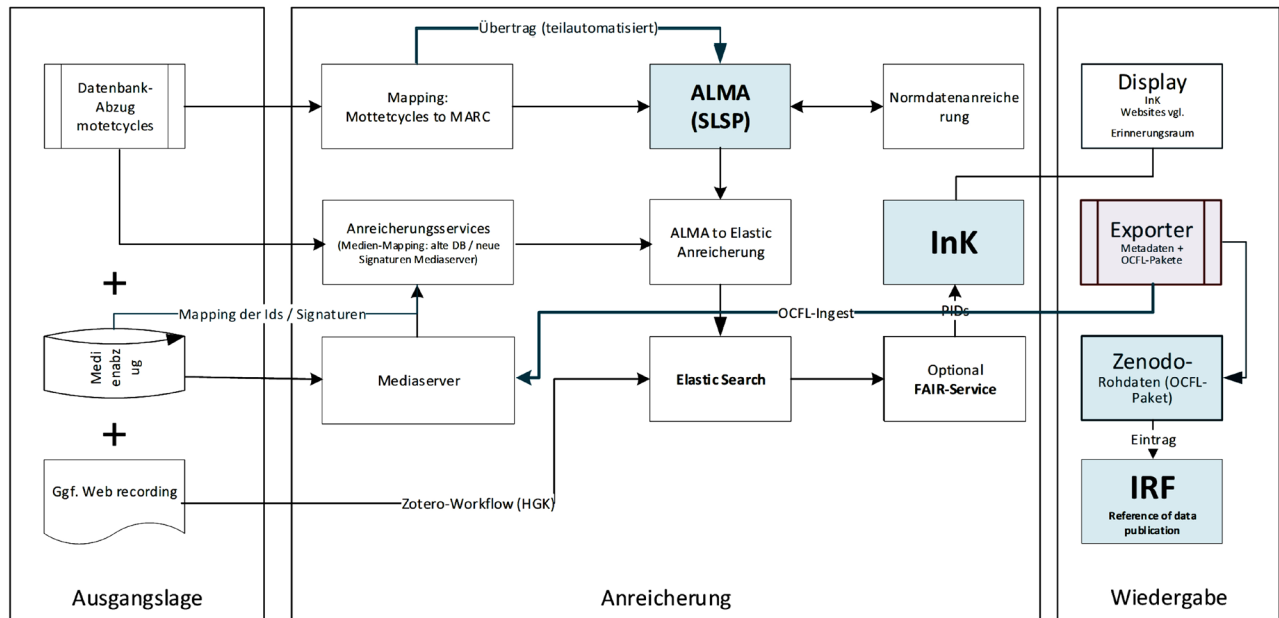 Übertrag (teilautomatisiert)
Datenbank-
Abzug
motetcycles
Mapping:
Mottetcycles to MARC
ALMA
(SLSP)
Normdatenanreiche
rung
Display
InK
Websites vgl.
Erinnerungsraum
Anreicherungsservices
(Medien-Mapping: alte DB / neue
Signaturen Mediaserver)
ALMA to Elastic
Anreicherung
InK
Exporter
Metadaten +
OCFL-Pakete
+
Mapping der Ids / Signaturen
OCFL-Ingest
PIDs
Medi
enabz
ug
Mediaserver
Elastic Search
Optional
FAIR-Service
Zenodo-
Rohdaten (OCFL-
Paket)
+
Eintrag
Ggf. Web recording
Zotero-Workflow (HGK)
IRF
Reference of data
publication
Ausgangslage
Anreicherung
Wiedergabe